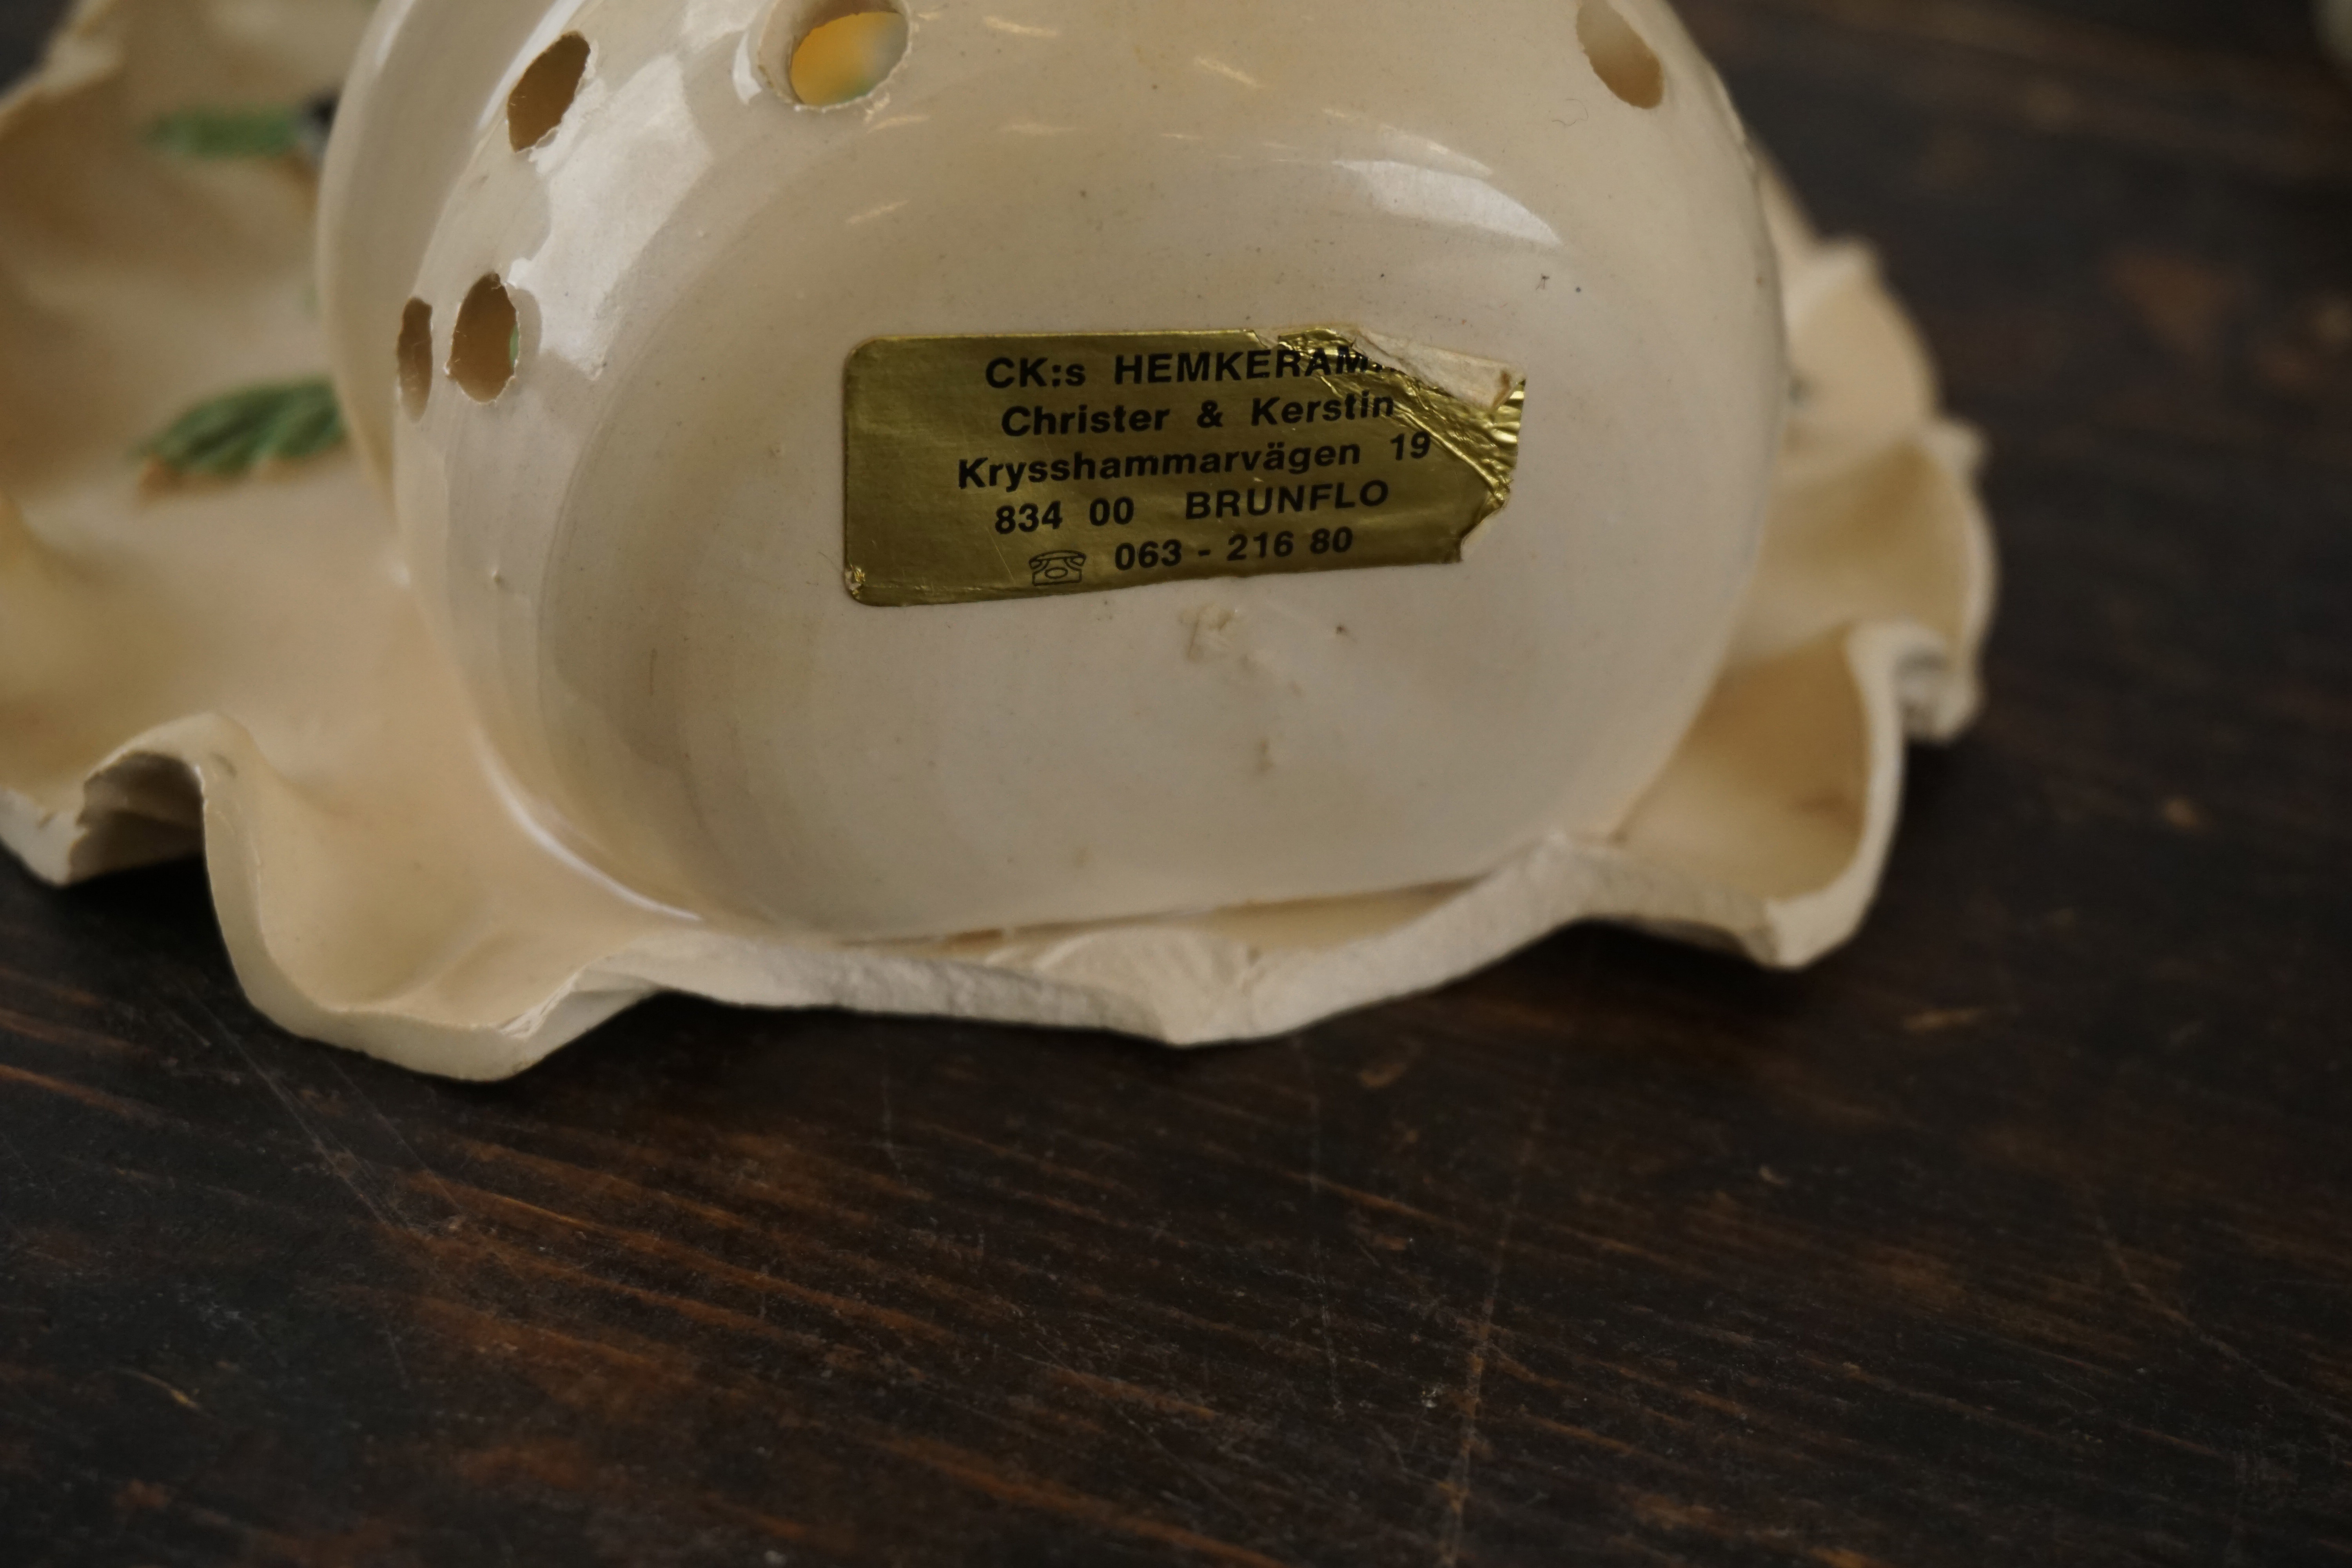 CK:s HEMKERAM
Christer & Kerstin
Krysshammarvägen 19
834 00 BRUNFLO
063 - 216 80